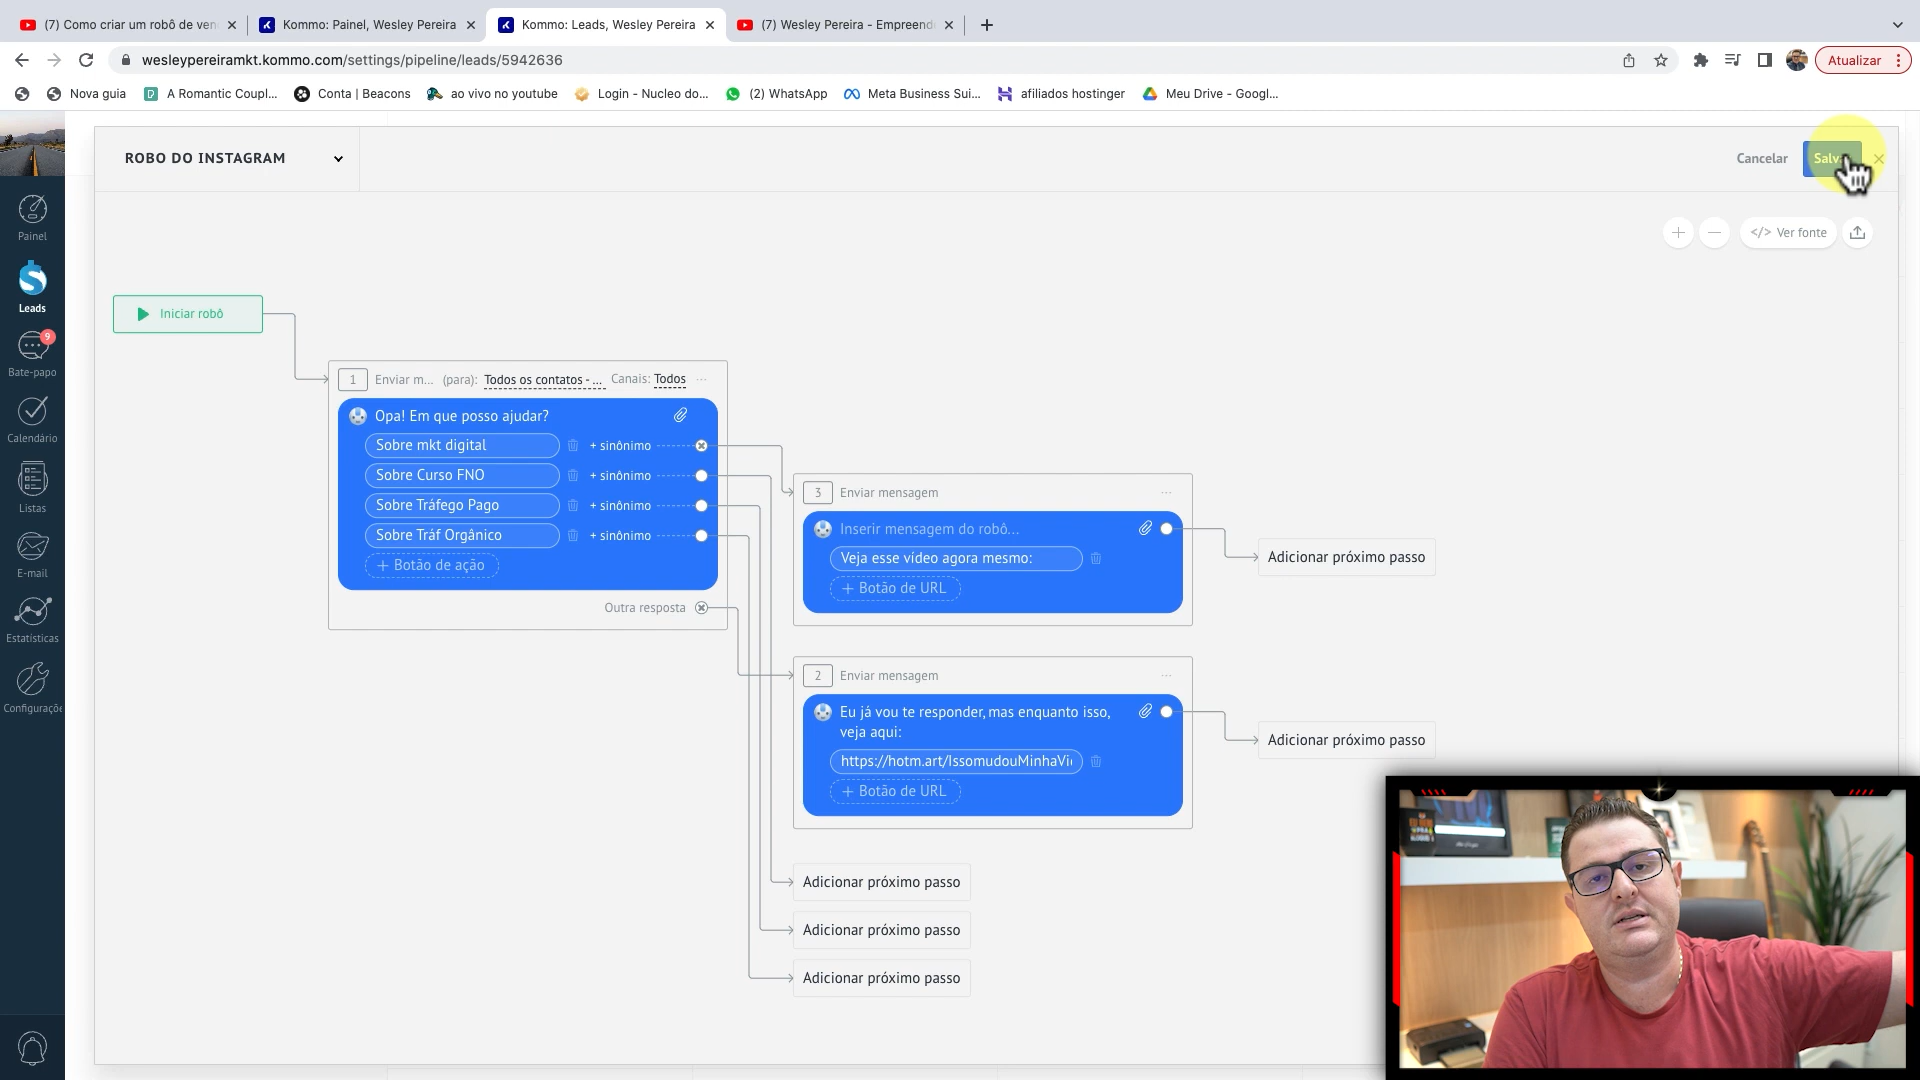 (7) Como criar um robô de ven
Kommo: Painel, Wesley Pereira
Kommo: Leads, Wesley Pereira
(7) Wesley Pereira - Empreend
wesleypereiramkt.kommo.com/settings/pipeline/leads/5942636
Atualizar
Nova guia
A Romantic Coupl...
Conta | Beacons
ao vivo no youtube
Login - Nucleo do...
(2) WhatsApp
Meta Business Sui...
afiliados hostinger
Meu Drive - Googl...
ROBO DO INSTAGRAM
Cancelar
Salv
Ver fonte
Painel
Leads
9
Bate-papo
Calendário
Listas
E-mail
Estatísticas
Configuraçõe
Iniciar robô
1 Enviar m... (para): Todos os contatos - ... Canais: Todos ...
Opa! Em que posso ajudar?
Sobre mkt digital + sinônimo
Sobre Curso FNO + sinônimo
Sobre Tráfego Pago + sinônimo
Sobre Tráf Orgânico + sinônimo
+ Botão de ação
Outra resposta
3 Enviar mensagem ...
Inserir mensagem do robô...
Veja esse vídeo agora mesmo:
+ Botão de URL
Adicionar próximo passo
2 Enviar mensagem ...
Eu já vou te responder, mas enquanto isso,
veja aqui:
https://hotm.art/IssomudouMinhaVi
+ Botão de URL
Adicionar próximo passo
Adicionar próximo passo
Adicionar próximo passo
Adicionar próximo passo